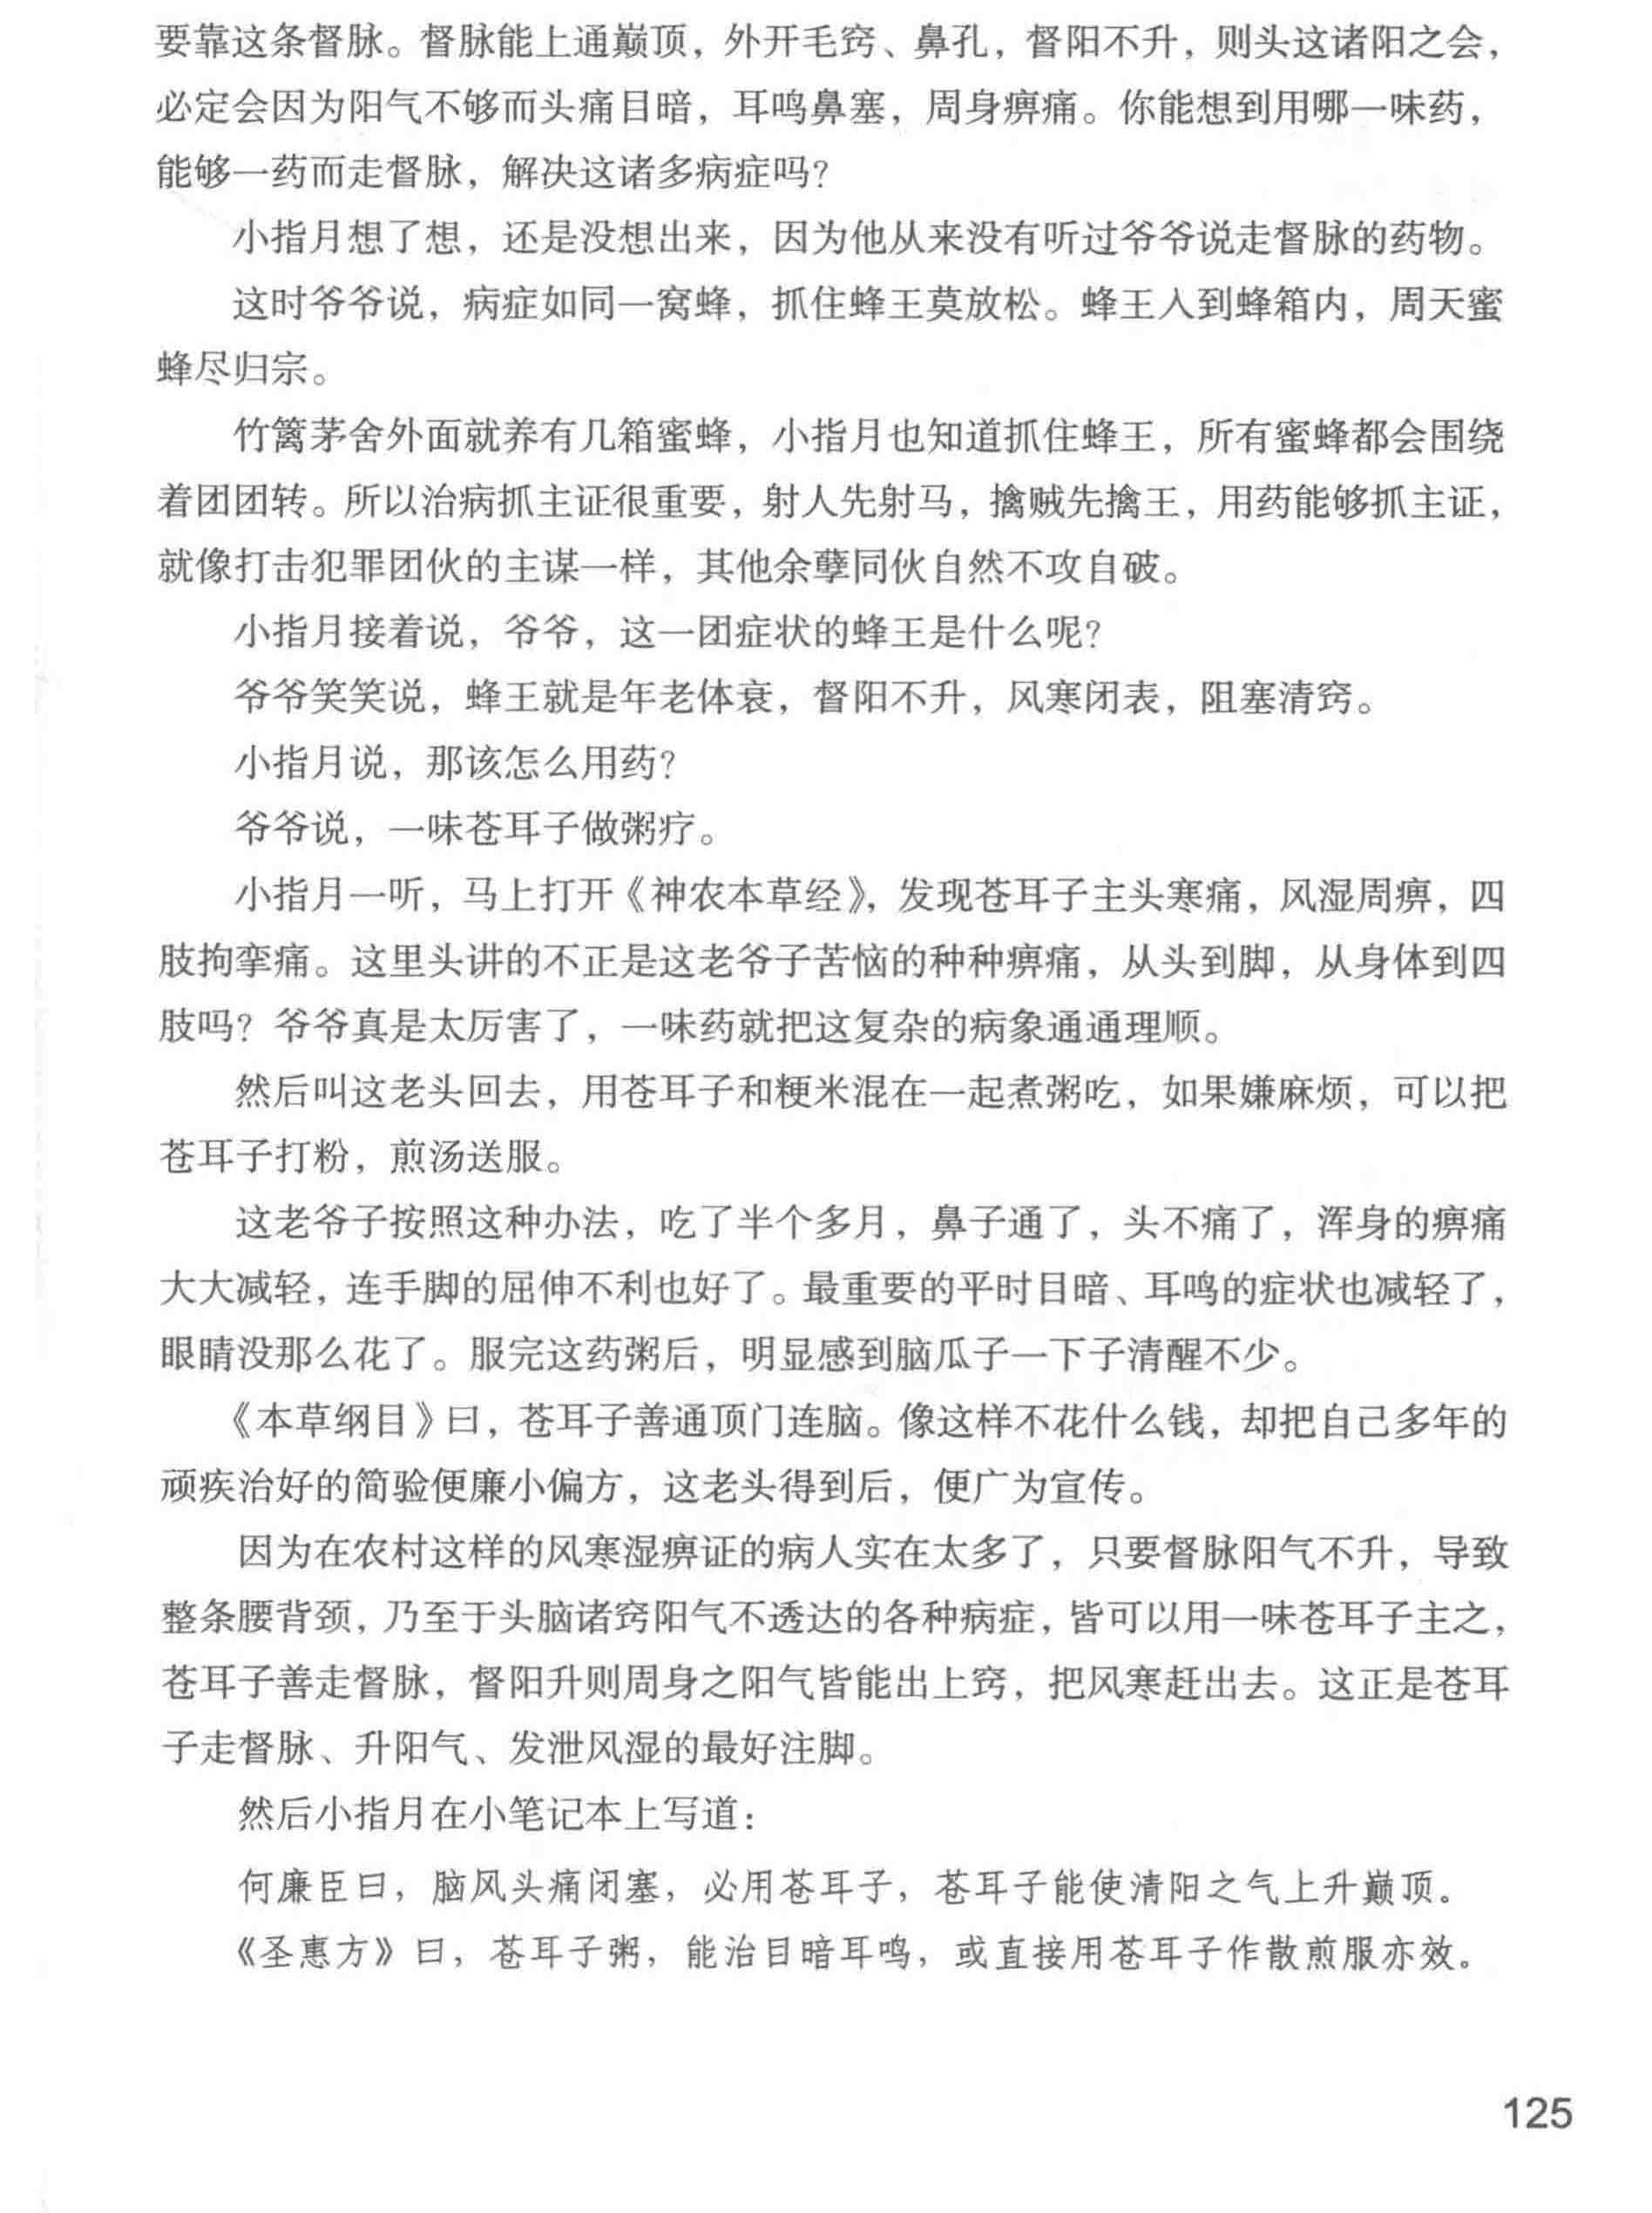 要靠这条督脉。督脉能上通巅顶，外开毛窍、鼻孔，督阳不升，则头这诸阳之会，
必定会因为阳气不够而头痛目暗，耳鸣鼻塞，周身痹痛。你能想到用哪一味药，
能够一药而走督脉，解决这诸多病症吗？
小指月想了想，还是没想出来，因为他从来没有听过爷爷说走督脉的药物。
这时爷爷说，病症如同一窝蜂，抓住蜂王莫放松。蜂王入到蜂箱内，周天蜜
蜂尽归宗。
竹篱茅舍外面就养有几箱蜜蜂，小指月也知道抓住蜂王，所有蜜蜂都会围绕
着团团转。所以治病抓主证很重要，射人先射马，擒贼先擒王，用药能够抓主证，
就像打击犯罪团伙的主谋一样，其他余孽同伙自然不攻自破。
小指月接着说，爷爷，这一团症状的蜂王是什么呢？
爷爷笑笑说，蜂王就是年老体衰，督阳不升，风寒闭表，阻塞清窍。
小指月说，那该怎么用药？
爷爷说，一味苍耳子做粥疗。
小指月一听，马上打开《神农本草经》，发现苍耳子主头寒痛，风湿周痹，四
肢拘挛痛。这里头讲的不正是这老爷子苦恼的种种痹痛，从头到脚，从身体到四
肢吗？爷爷真是太厉害了，一味药就把这复杂的病象通通理顺。
然后叫这老头回去，用苍耳子和粳米混在一起煮粥吃，如果嫌麻烦，可以把
苍耳子打粉，煎汤送服。
这老爷子按照这种办法，吃了半个多月，鼻子通了，头不痛了，浑身的痹痛
大大减轻，连手脚的屈伸不利也好了。最重要的平时目暗、耳鸣的症状也减轻了，
眼睛没那么花了。服完这药粥后，明显感到脑瓜子一下子清醒不少。
《本草纲目》曰，苍耳子善通顶门连脑。像这样不花什么钱，却把自己多年的
顽疾治好的简验便廉小偏方，这老头得到后，便广为宣传。
因为在农村这样的风寒湿痹证的病人实在太多了，只要督脉阳气不升，导致
整条腰背颈，乃至于头脑诸窍阳气不透达的各种病症，皆可以用一味苍耳子主之，
苍耳子善走督脉，督阳升则周身之阳气皆能出上窍，把风寒赶出去。这正是苍耳
子走督脉、升阳气、发泄风湿的最好注脚。
然后小指月在小笔记本上写道：
何廉臣曰，脑风头痛闭塞，必用苍耳子，苍耳子能使清阳之气上升巅顶。
《圣惠方》曰，苍耳子粥，能治目暗耳鸣，或直接用苍耳子作散煎服亦效。
125